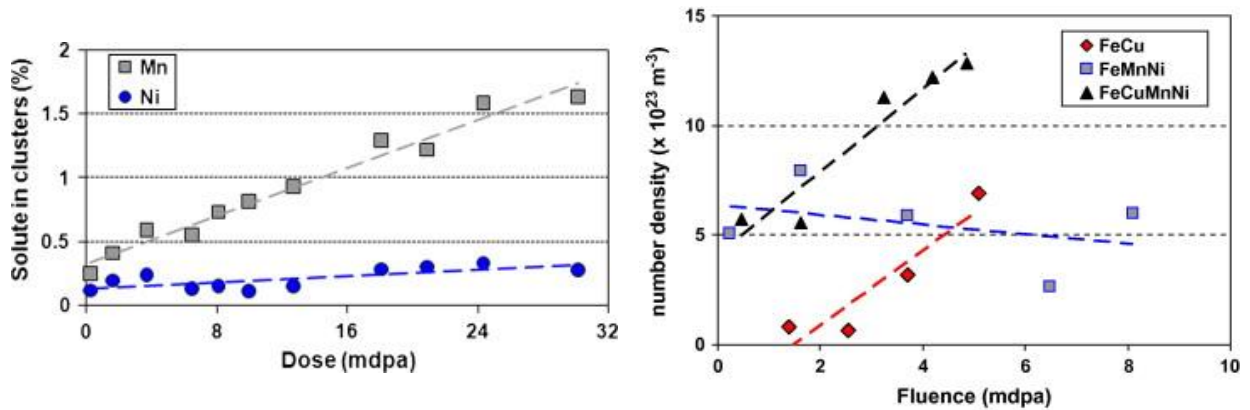 Solute in clusters (%)
2
1.5
1
0.5
0
Mn
Ni
0
8
16
24
32
Dose (mdpa)
number density (x 10²³ m⁻³)
15
10
5
0
FeCu
FeMnNi
FeCuMnNi
0
2
4
6
8
10
Fluence (mdpa)